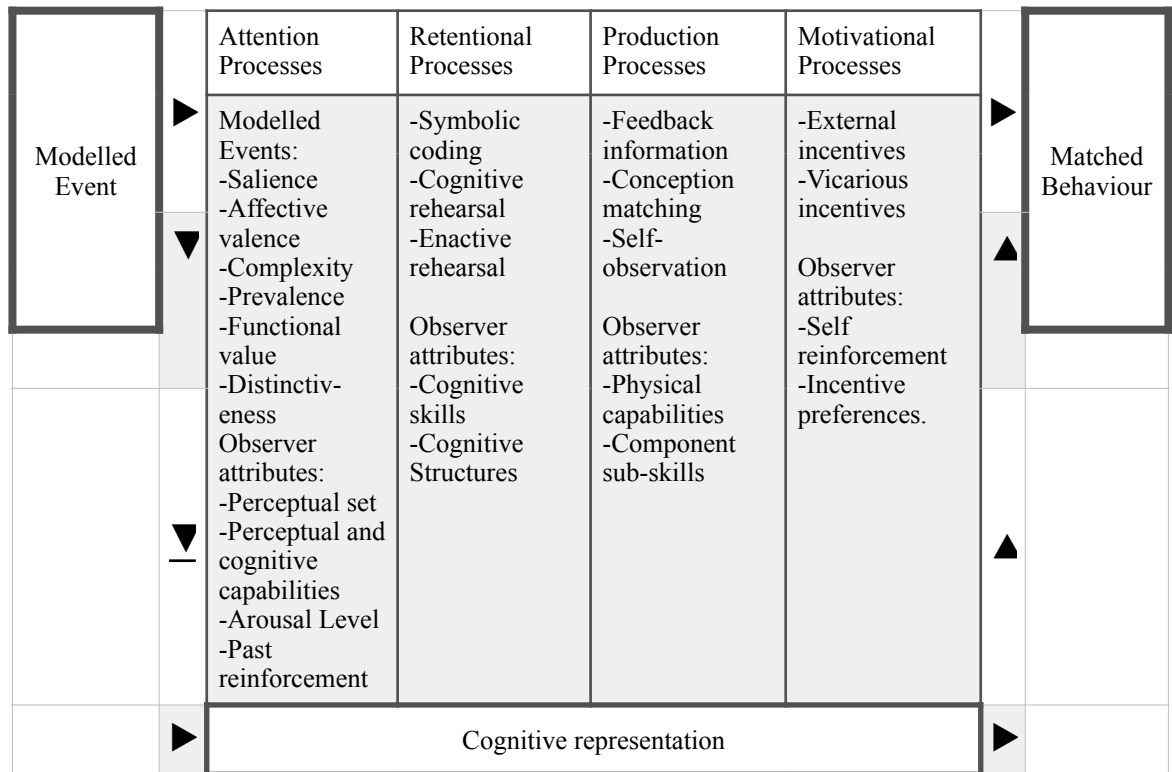 Modelled
Event
Attention
Processes
Modelled
Events:
-Salience
-Affective
valence
-Complexity
-Prevalence
-Functional
value
-Distinctiv-
eness
Observer
attributes:
-Perceptual set
-Perceptual and
cognitive
capabilities
-Arousal Level
-Past
reinforcement
Retentional
Processes
-Symbolic
coding
-Cognitive
rehearsal
-Enactive
rehearsal
Observer
attributes:
-Cognitive
skills
-Cognitive
Structures
Production
Processes
-Feedback
information
-Conception
matching
-Self-
observation
Observer
attributes:
-Physical
capabilities
-Component
sub-skills
Motivational
Processes
-External
incentives
-Vicarious
incentives
Observer
attributes:
-Self
reinforcement
-Incentive
preferences.
Matched
Behaviour
Cognitive representation